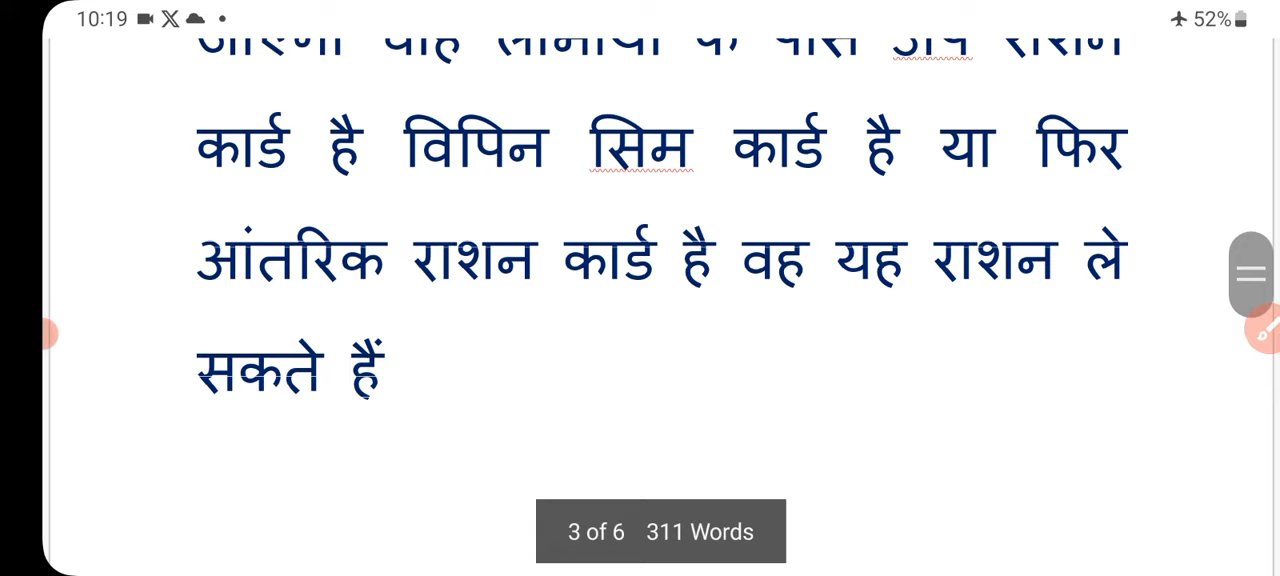 10:19 52%
कार्ड है विपिन सिम कार्ड है या फिर
आंतरिक राशन कार्ड है वह यह राशन ले
सकते हैं
3 of 6 311 Words